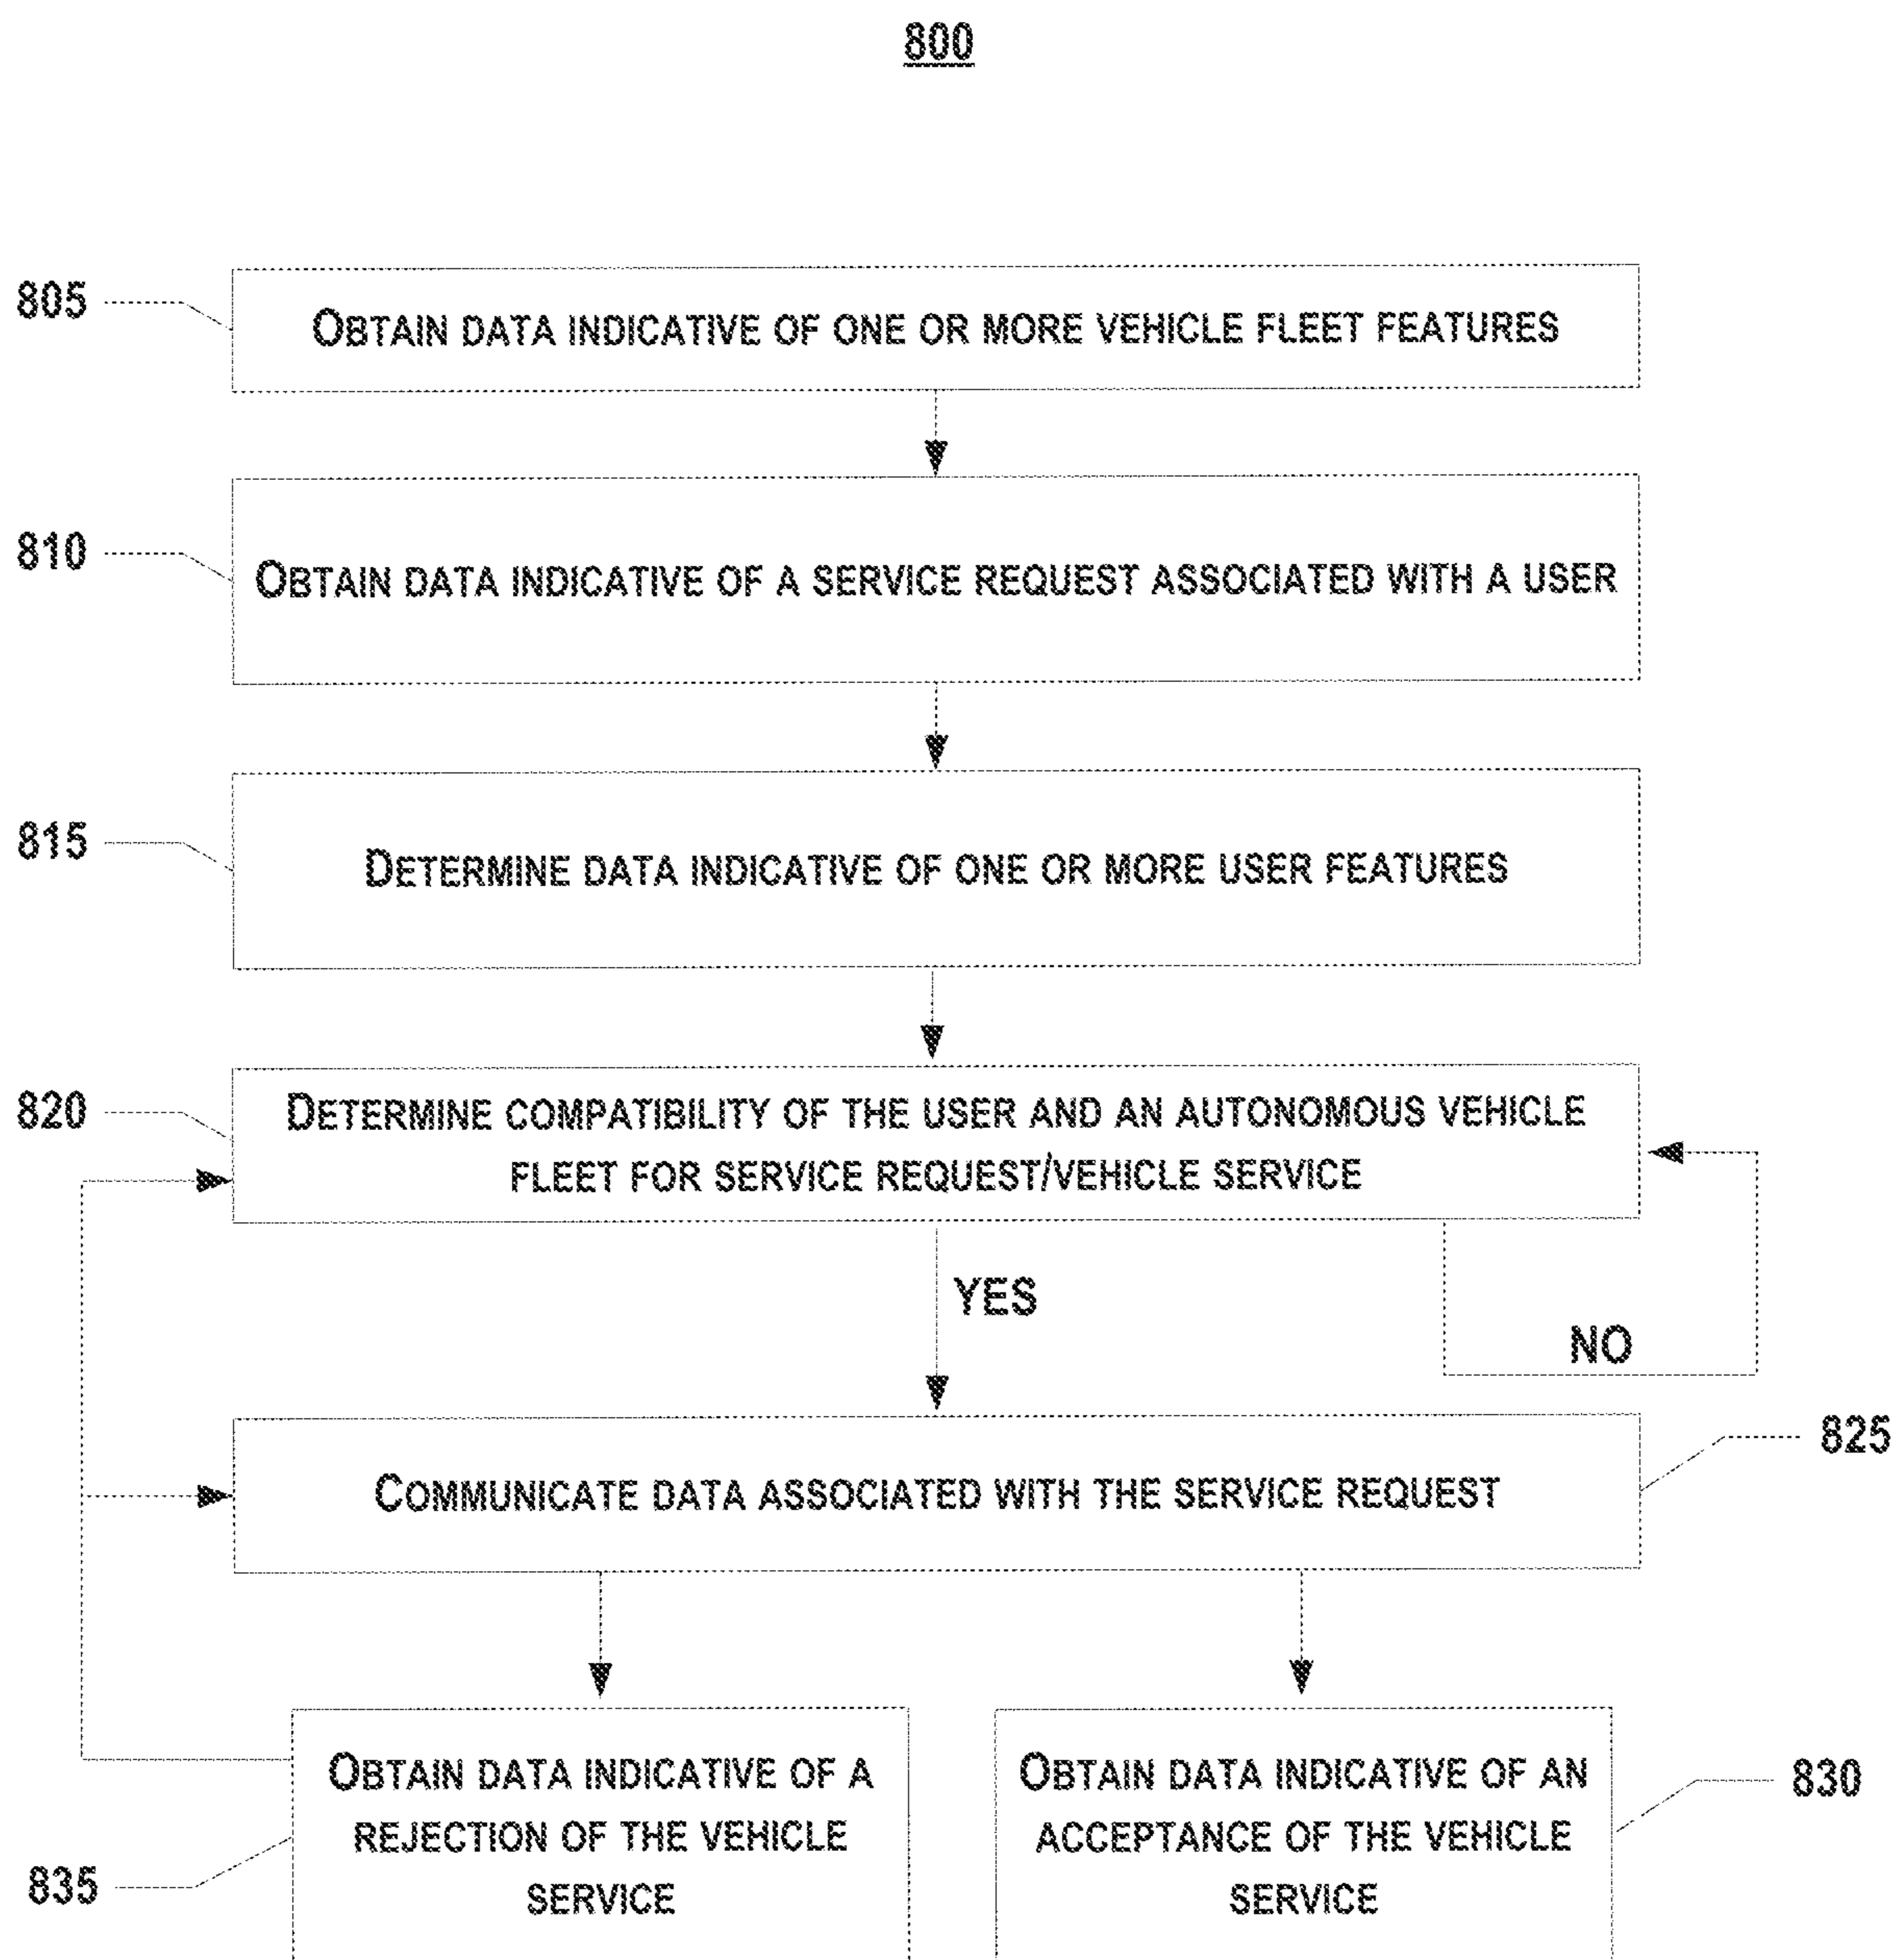 800
805
OBTAIN DATA INDICATIVE OF ONE OR MORE VEHICLE FLEET FEATURES
810
OBTAIN DATA INDICATIVE OF A SERVICE REQUEST ASSOCIATED WITH A USER
815
DETERMINE DATA INDICATIVE OF ONE OR MORE USER FEATURES
820
DETERMINE COMPATIBILITY OF THE USER AND AN AUTONOMOUS VEHICLE
FLEET FOR SERVICE REQUEST/VEHICLE SERVICE
YES
NO
825
COMMUNICATE DATA ASSOCIATED WITH THE SERVICE REQUEST
OBTAIN DATA INDICATIVE OF A
REJECTION OF THE VEHICLE
SERVICE
835
OBTAIN DATA INDICATIVE OF AN
ACCEPTANCE OF THE VEHICLE
SERVICE
830